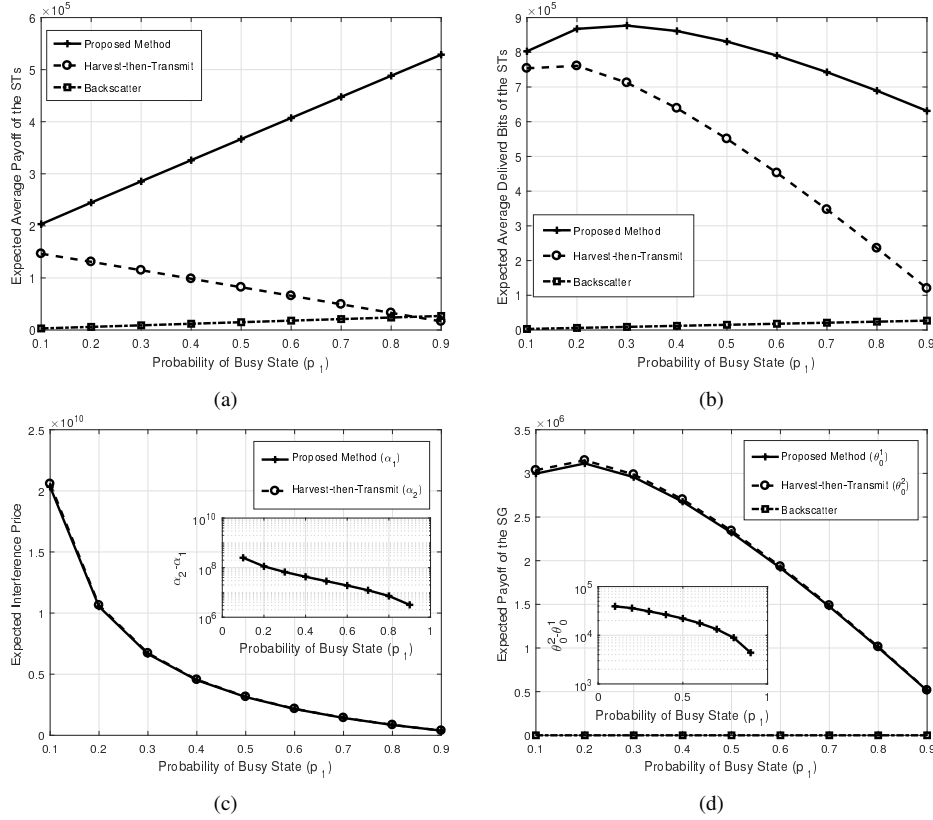 × 10^5
6
5
4
3
2
1
0
Expected Average Payoff of the STs
Proposed Method
Harvest-then-Transmit
Backscatter
0.1 0.2 0.3 0.4 0.5 0.6 0.7 0.8 0.9
Probability of Busy State (p_1)
(a)
× 10^5
9
8
7
6
5
4
3
2
1
0
Expected Average Deliverd Bits of the STs
Proposed Method
Harvest-then-Transmit
Backscatter
0.1 0.2 0.3 0.4 0.5 0.6 0.7 0.8 0.9
Probability of Busy State (p_1)
(b)
× 10^10
2.5
2
1.5
1
0.5
0
Expected Interference Price
Proposed Method (α_1)
Harvest-then-Transmit (α_2)
10^10
10^8
10^6
α_2-α_1
0 0.2 0.4 0.6 0.8 1
Probability of Busy State (p_1)
0.1 0.2 0.3 0.4 0.5 0.6 0.7 0.8 0.9
Probability of Busy State (p_1)
(c)
× 10^6
3.5
3
2.5
2
1.5
1
0.5
0
Expected Payoff of the SG
Proposed Method (θ_0^1)
Harvest-then-Transmit (θ_0^2)
Backscatter
10^5
10^4
10^3
θ_0^2-θ_0^1
0 0.5 1
Probability of Busy State (p_1)
0.1 0.2 0.3 0.4 0.5 0.6 0.7 0.8 0.9
Probability of Busy State (p_1)
(d)